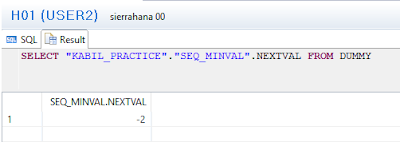 H01 (USER2) sierrahana 00
SQL Result
SELECT "KABIL_PRACTICE"."SEQ_MINVAL".NEXTVAL FROM DUMMY
SEQ_MINVAL.NEXTVAL
1 -2